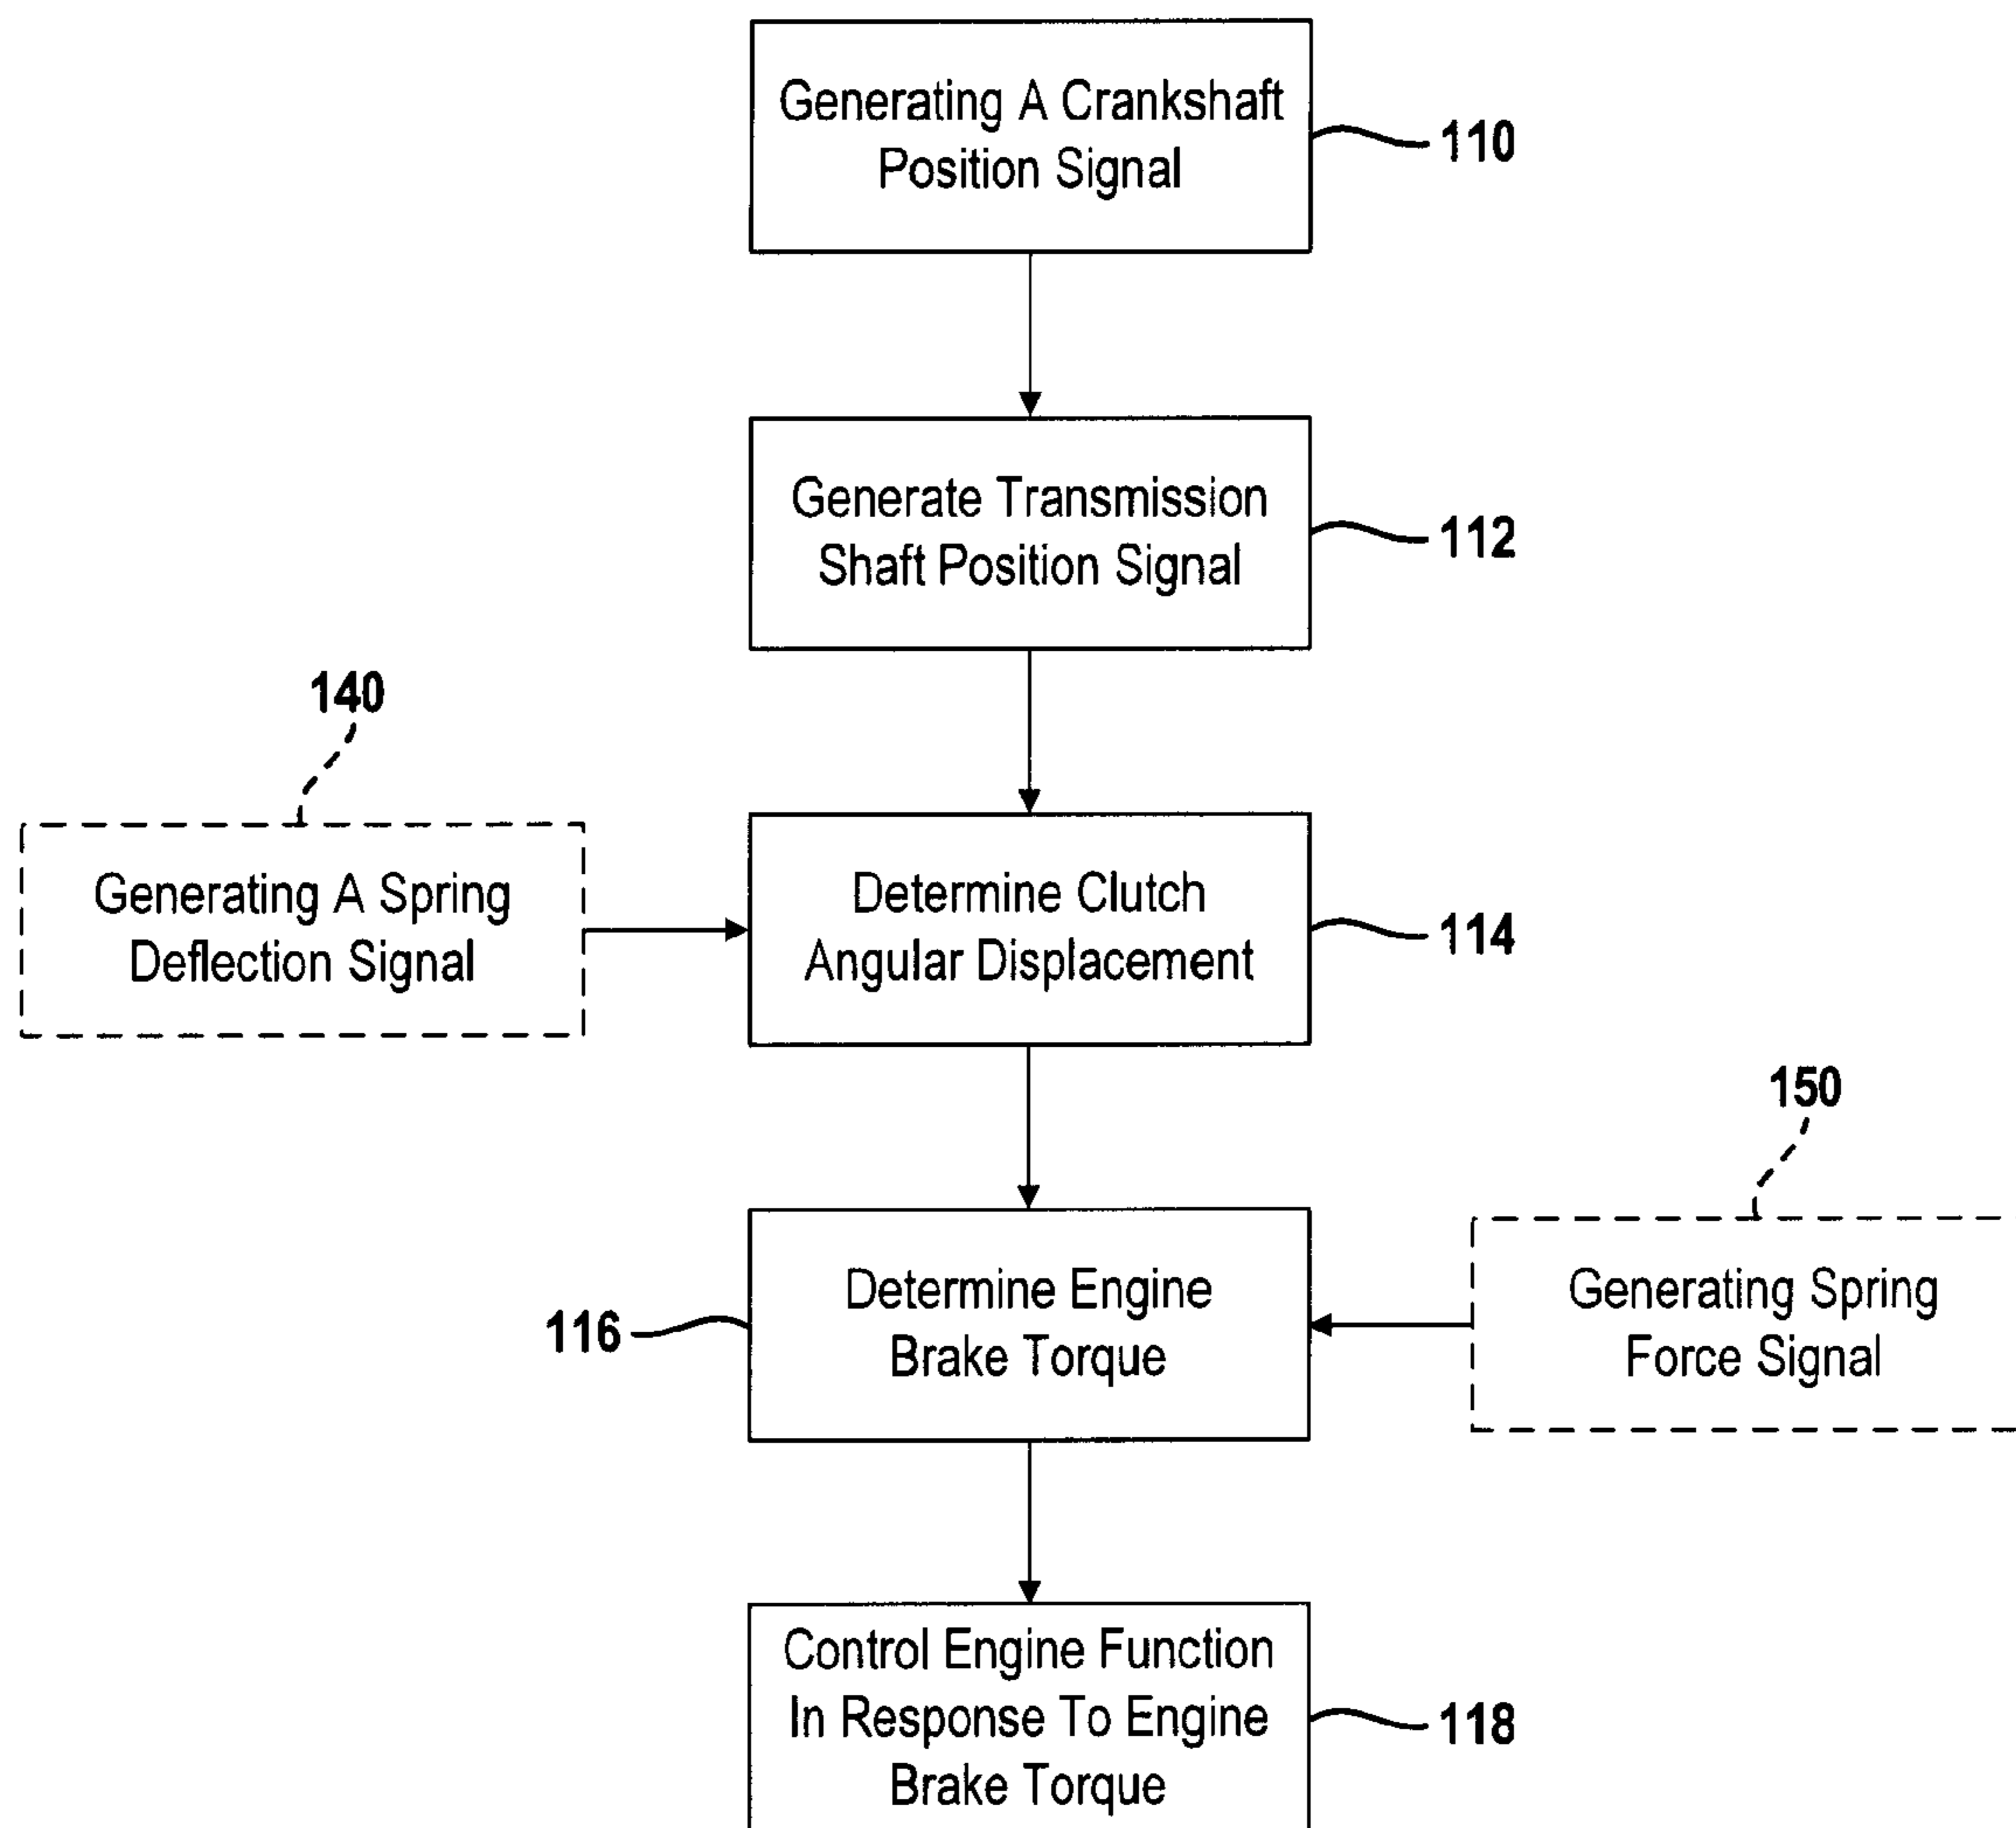 Generating A Crankshaft
Position Signal
110
Generate Transmission
Shaft Position Signal
112
140
Generating A Spring
Deflection Signal
Determine Clutch
Angular Displacement
114
150
116
Determine Engine
Brake Torque
Generating Spring
Force Signal
Control Engine Function
In Response To Engine
Brake Torque
118